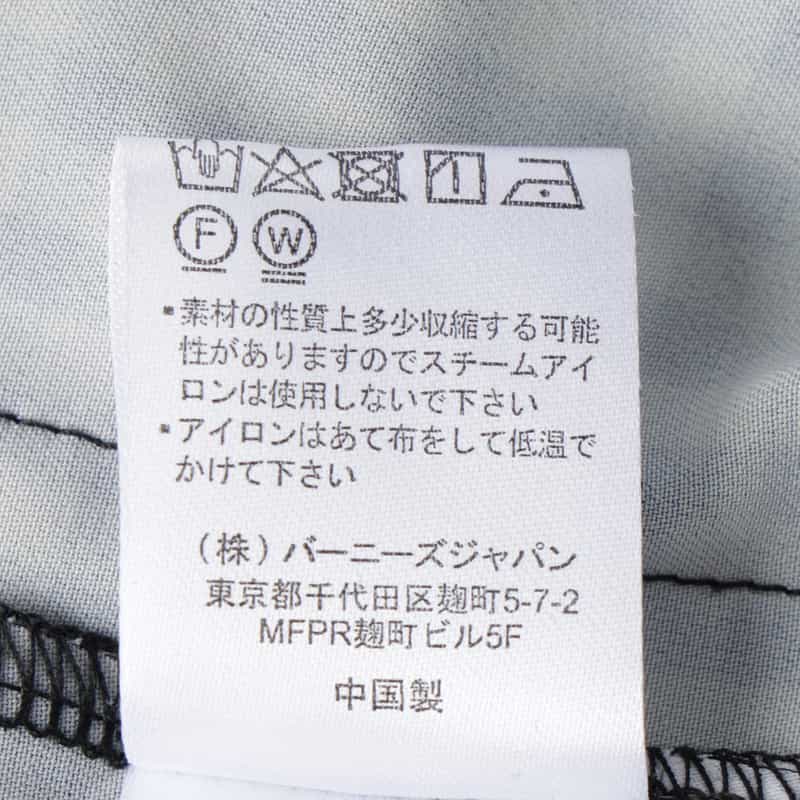 F W
※素材の性質上多少収縮する可能
性がありますのでスチームアイ
ロンは使用しないで下さい
※アイロンはあて布をして低温で
かけて下さい
(株)バーニーズジャパン
東京都千代田区麹町5-7-2
MFPR麹町ビル5F
中国製